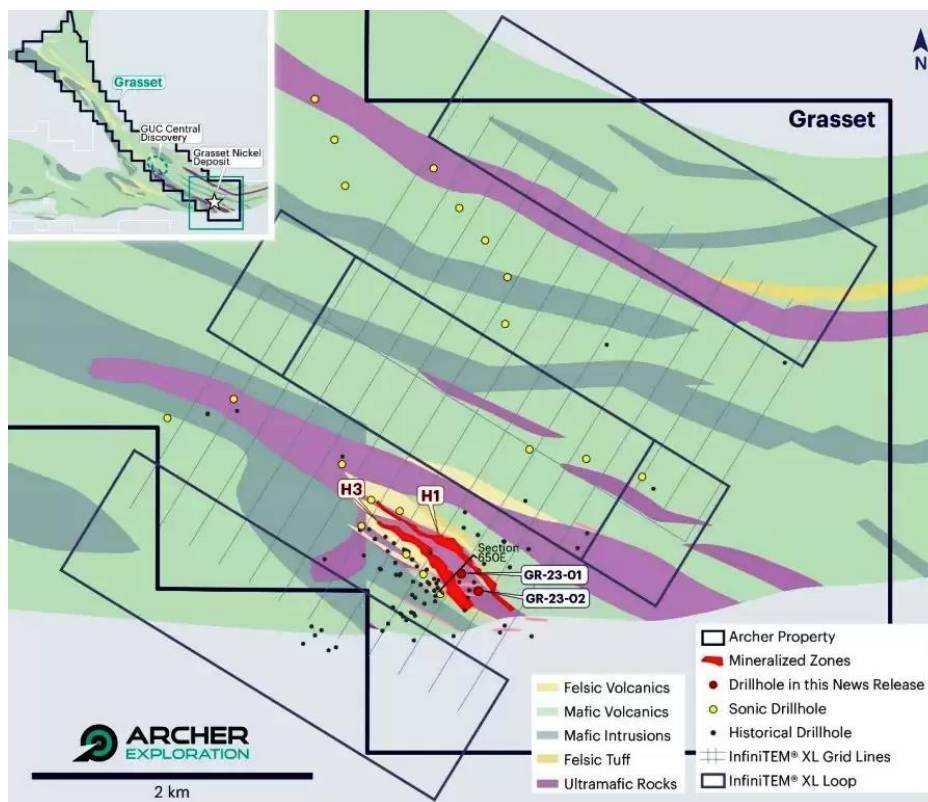 Grasset
GUC Central
Discovery
Grasset Nickel
Deposit
N
Grasset
H3
H1
Section
650E
GR-23-01
GR-23-02
Felsic Volcanics
Mafic Volcanics
Mafic Intrusions
Felsic Tuff
Ultramafic Rocks
Archer Property
Mineralized Zones
Drillhole in this News Release
Sonic Drillhole
Historical Drillhole
InfiniTEM® XL Grid Lines
InfiniTEM® XL Loop
ARCHER
EXPLORATION
2 km